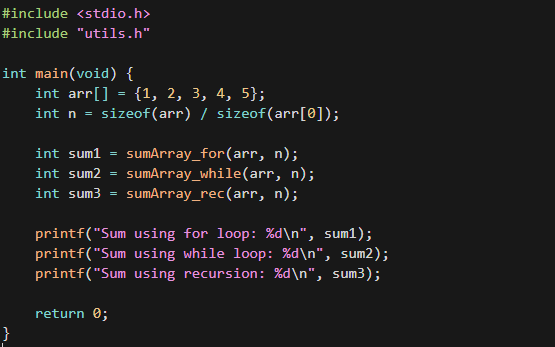 #include <stdio.h>
#include "utils.h"

int main(void) {
    int arr[] = {1, 2, 3, 4, 5};
    int n = sizeof(arr) / sizeof(arr[0]);

    int sum1 = sumArray_for(arr, n);
    int sum2 = sumArray_while(arr, n);
    int sum3 = sumArray_rec(arr, n);

    printf("Sum using for loop: %d\n", sum1);
    printf("Sum using while loop: %d\n", sum2);
    printf("Sum using recursion: %d\n", sum3);

    return 0;
}